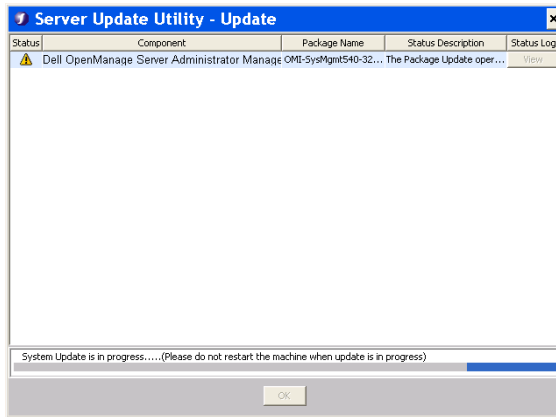 Server Update Utility - Update
Status Component Package Name Status Description Status Log
Dell OpenManage Server Administrator Manage OMI-SysMgmt540-32... The Package Update oper... View
System Update is in progress.....(Please do not restart the machine when update is in progress)
OK